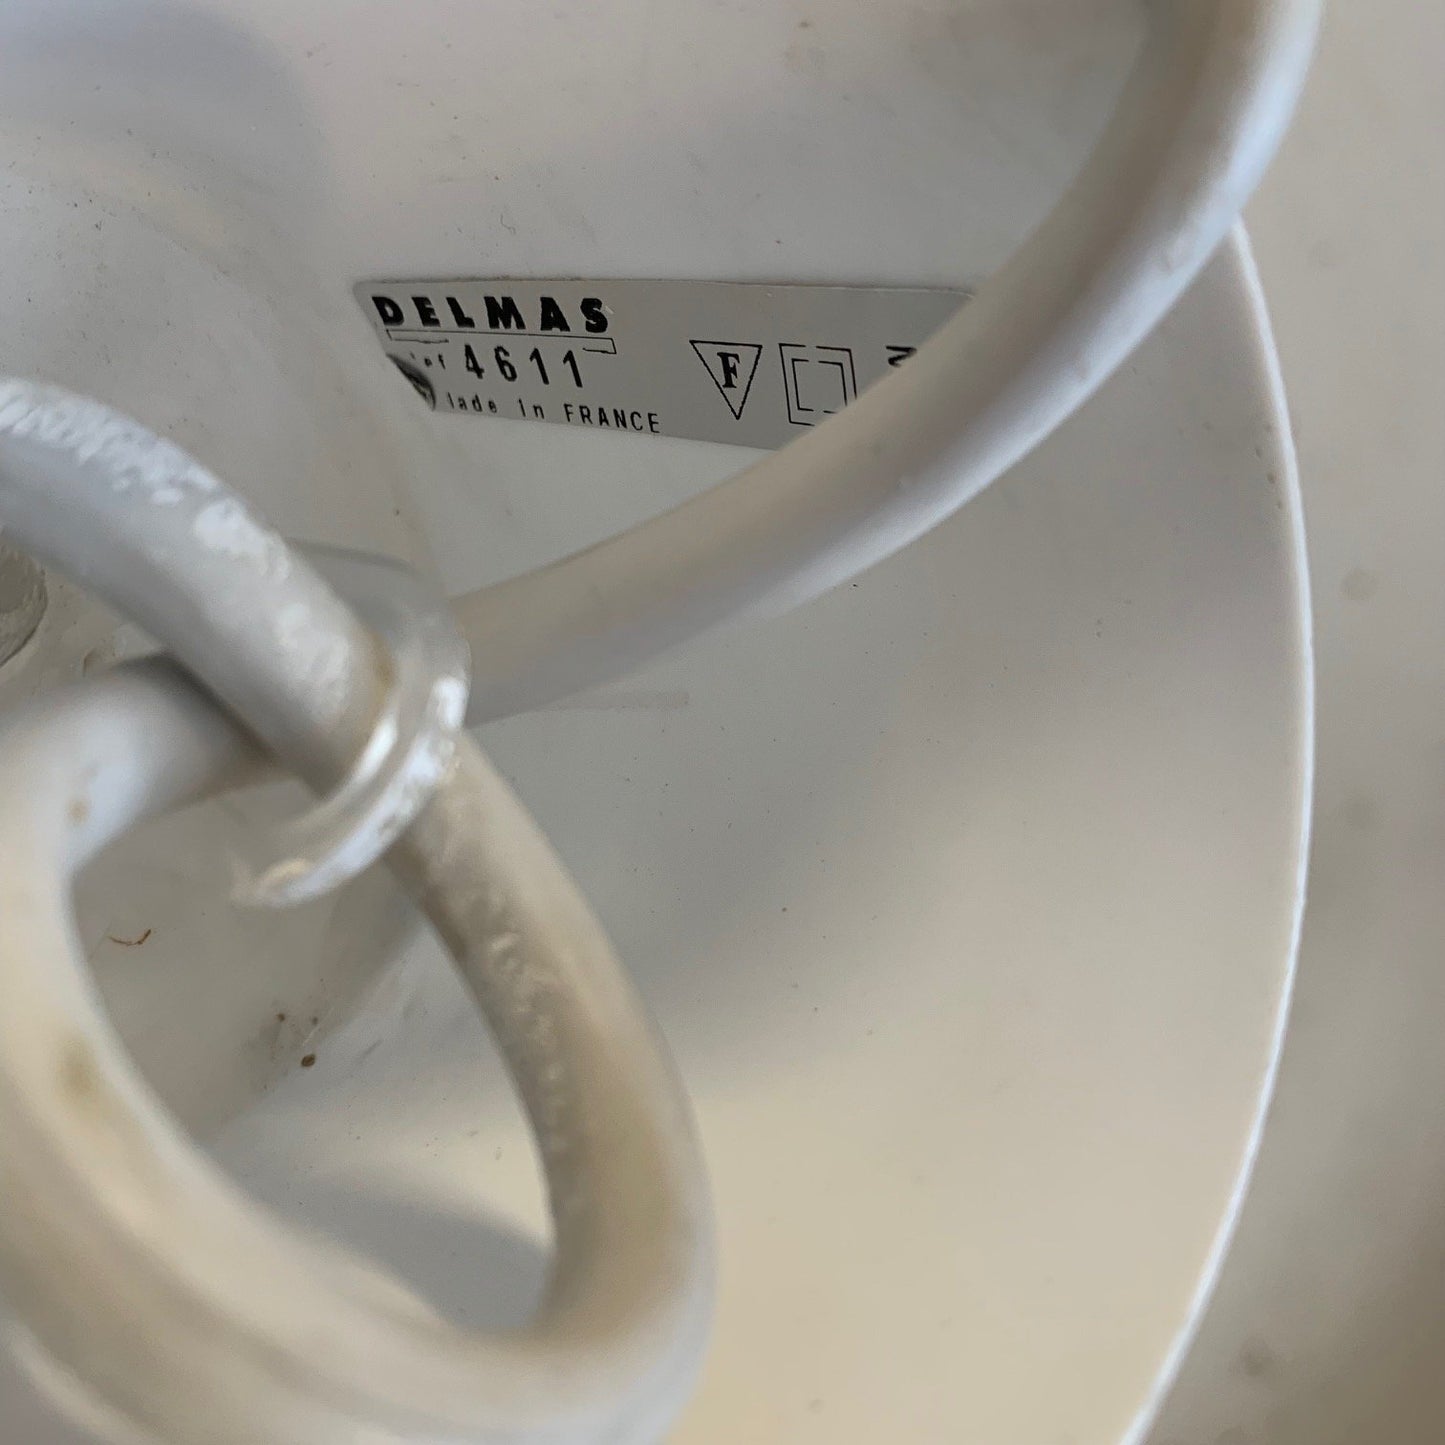 DELMAS
4611
lade in FRANCE
F